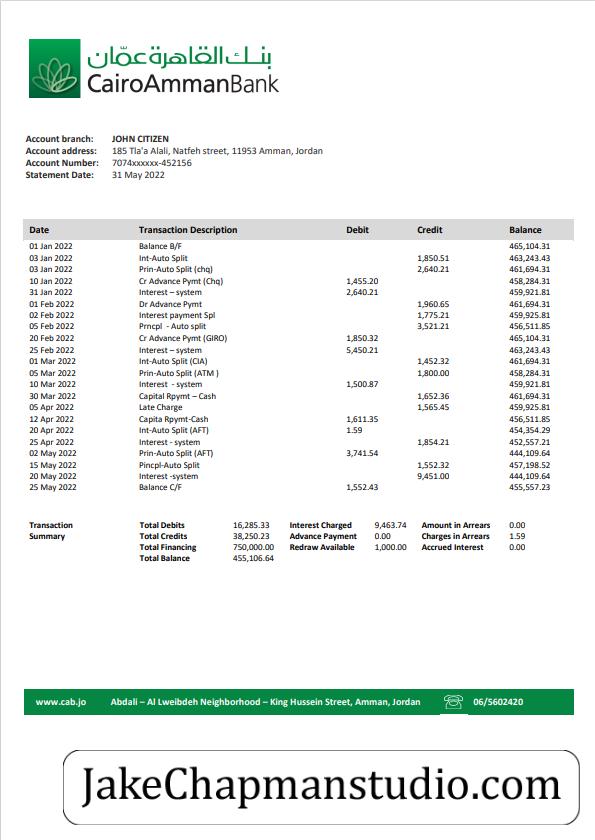 بنك القاهرة عمّان
CairoAmmanBank
Account branch: JOHN CITIZEN
Account address: 185 Tla'a Alali, Natfeh street, 11953 Amman, Jordan
Account Number: 7074xxxxxx-452156
Statement Date: 31 May 2022
Date Transaction Description Debit Credit Balance
01 Jan 2022 Balance B/F 465,104.31
03 Jan 2022 Int-Auto Split 1,850.51 463,243.43
03 Jan 2022 Prin-Auto Split (chq) 2,640.21 461,694.31
10 Jan 2022 Cr Advance Pymt (Chq) 1,455.20 458,284.31
31 Jan 2022 Interest – system 2,640.21 459,921.81
01 Feb 2022 Dr Advance Pymt 1,960.65 461,694.31
02 Feb 2022 Interest payment Spl 1,775.21 459,925.81
05 Feb 2022 Prncpl - Auto split 3,521.21 456,511.85
20 Feb 2022 Cr Advance Pymt (GIRO) 1,850.32 465,104.31
25 Feb 2022 Interest – system 5,450.21 463,243.43
01 Mar 2022 Int-Auto Split (CIA) 1,452.32 461,694.31
05 Mar 2022 Prin-Auto Split (ATM ) 1,800.00 458,284.31
10 Mar 2022 Interest - system 1,500.87 459,921.81
30 Mar 2022 Capital Rpymt – Cash 1,652.36 461,694.31
05 Apr 2022 Late Charge 1,565.45 459,925.81
12 Apr 2022 Capita Rpymt-Cash 1,611.35 456,511.85
20 Apr 2022 Int-Auto Split (AFT) 1.59 454,354.29
25 Apr 2022 Interest - system 1,854.21 452,557.21
02 May 2022 Prin-Auto Split (AFT) 3,741.54 444,109.64
15 May 2022 Pincpl-Auto Split 1,552.32 457,198.52
20 May 2022 Interest -system 9,451.00 444,109.64
25 May 2022 Balance C/F 1,552.43 455,557.23
Transaction Total Debits 16,285.33 Interest Charged 9,463.74 Amount in Arrears 0.00
Summary Total Credits 38,250.23 Advance Payment 0.00 Charges in Arrears 1.59
Total Financing 750,000.00 Redraw Available 1,000.00 Accrued Interest 0.00
Total Balance 455,106.64
www.cab.jo Abdali – Al Lweibdeh Neighborhood – King Hussein Street, Amman, Jordan 06/5602420
JakeChapmanstudio.com